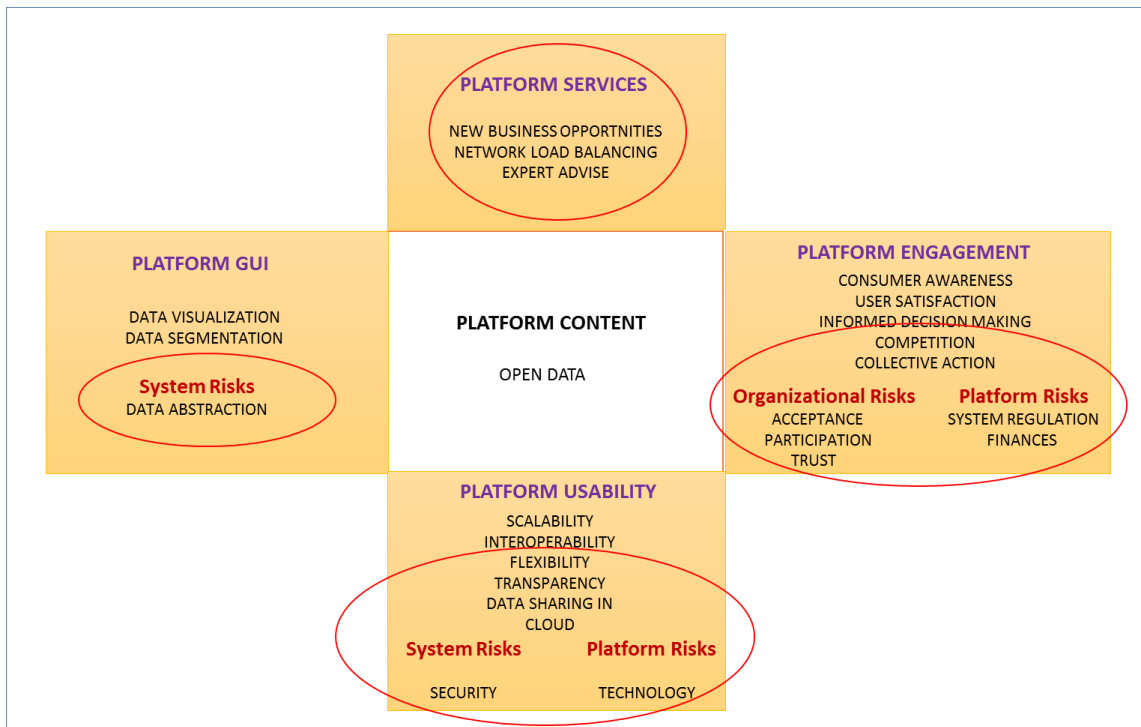 PLATFORM SERVICES
NEW BUSINESS OPPORTNITIES
NETWORK LOAD BALANCING
EXPERT ADVISE
PLATFORM GUI
DATA VISUALIZATION
DATA SEGMENTATION
System Risks
DATA ABSTRACTION
PLATFORM CONTENT
OPEN DATA
PLATFORM ENGAGEMENT
CONSUMER AWARENESS
USER SATISFACTION
INFORMED DECISION MAKING
COMPETITION
COLLECTIVE ACTION
Organizational Risks
ACCEPTANCE
PARTICIPATION
TRUST
Platform Risks
SYSTEM REGULATION
FINANCES
PLATFORM USABILITY
SCALABILITY
INTEROPERABILITY
FLEXIBILITY
TRANSPARENCY
DATA SHARING IN
CLOUD
System Risks
SECURITY
Platform Risks
TECHNOLOGY